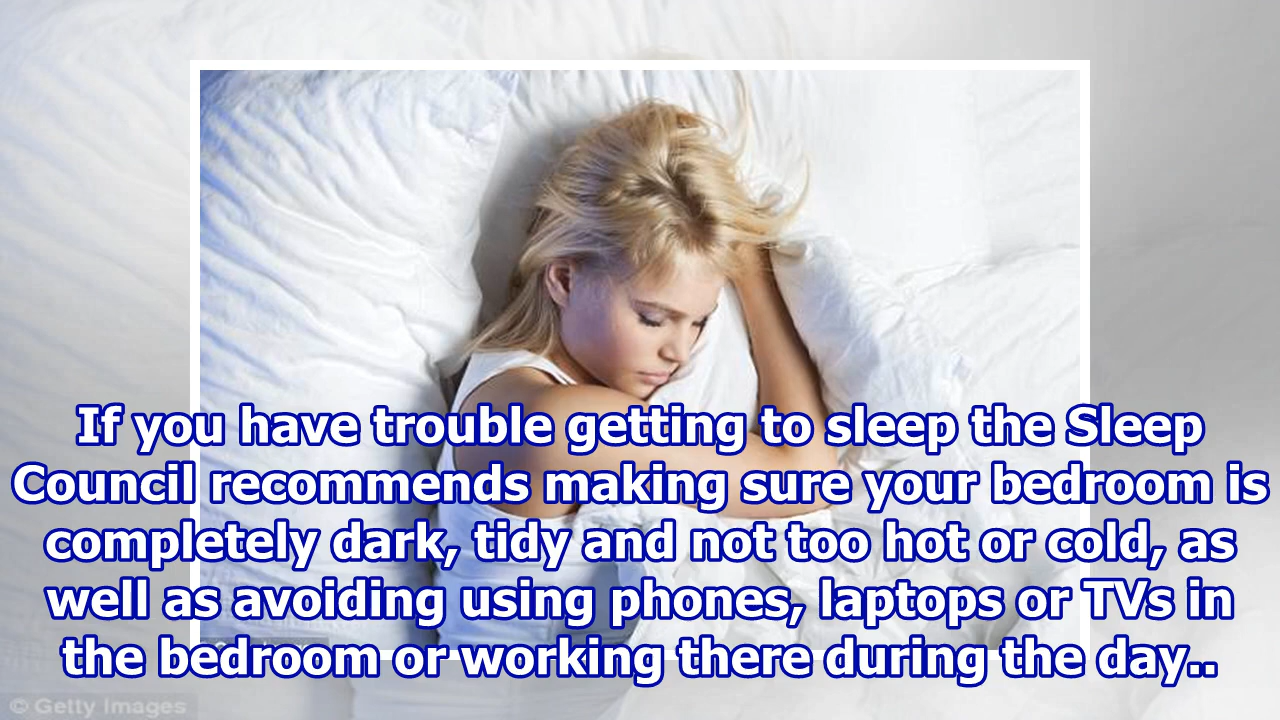 If you have trouble getting to sleep the Sleep
Council recommends making sure your bedroom is
completely dark, tidy and not too hot or cold, as
well as avoiding using phones, laptops or TVs in
the bedroom or working there during the day..
© Getty Images